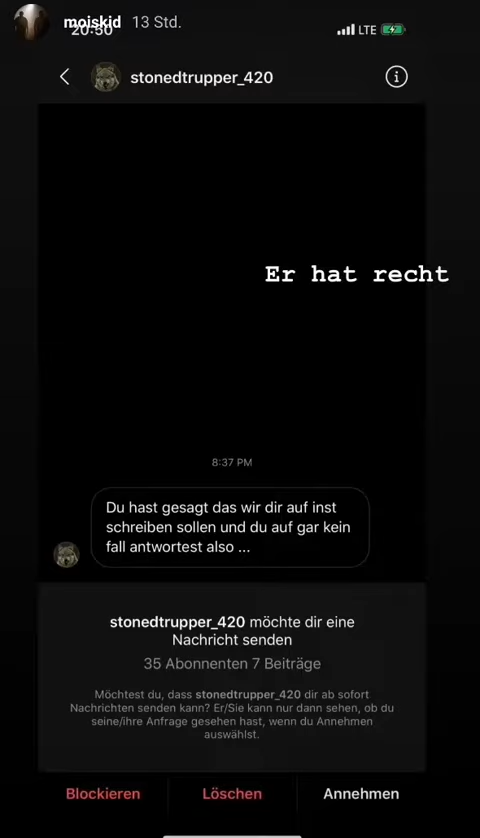 mojskid 13 Std.
20:50 LTE
stonedtrupper_420
Er hat recht
8:37 PM
Du hast gesagt das wir dir auf inst
schreiben sollen und du auf gar kein
fall antwortest also ...
stonedtrupper_420 möchte dir eine
Nachricht senden
35 Abonnenten 7 Beiträge
Möchtest du, dass stonedtrupper_420 dir ab sofort
Nachrichten senden kann? Er/Sie kann nur dann sehen, ob du
seine/ihre Anfrage gesehen hast, wenn du Annehmen
auswählst.
Blockieren Löschen Annehmen